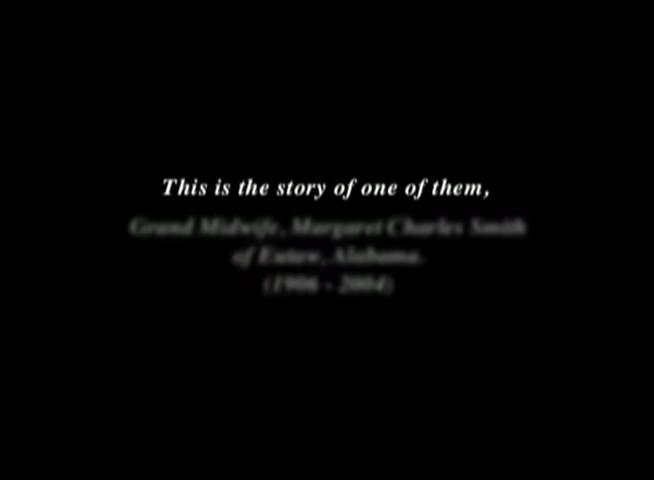 This is the story of one of them,
Grand Midwife, Margaret Charles Smith
of Eutaw, Alabama.
(1906 - 2004)